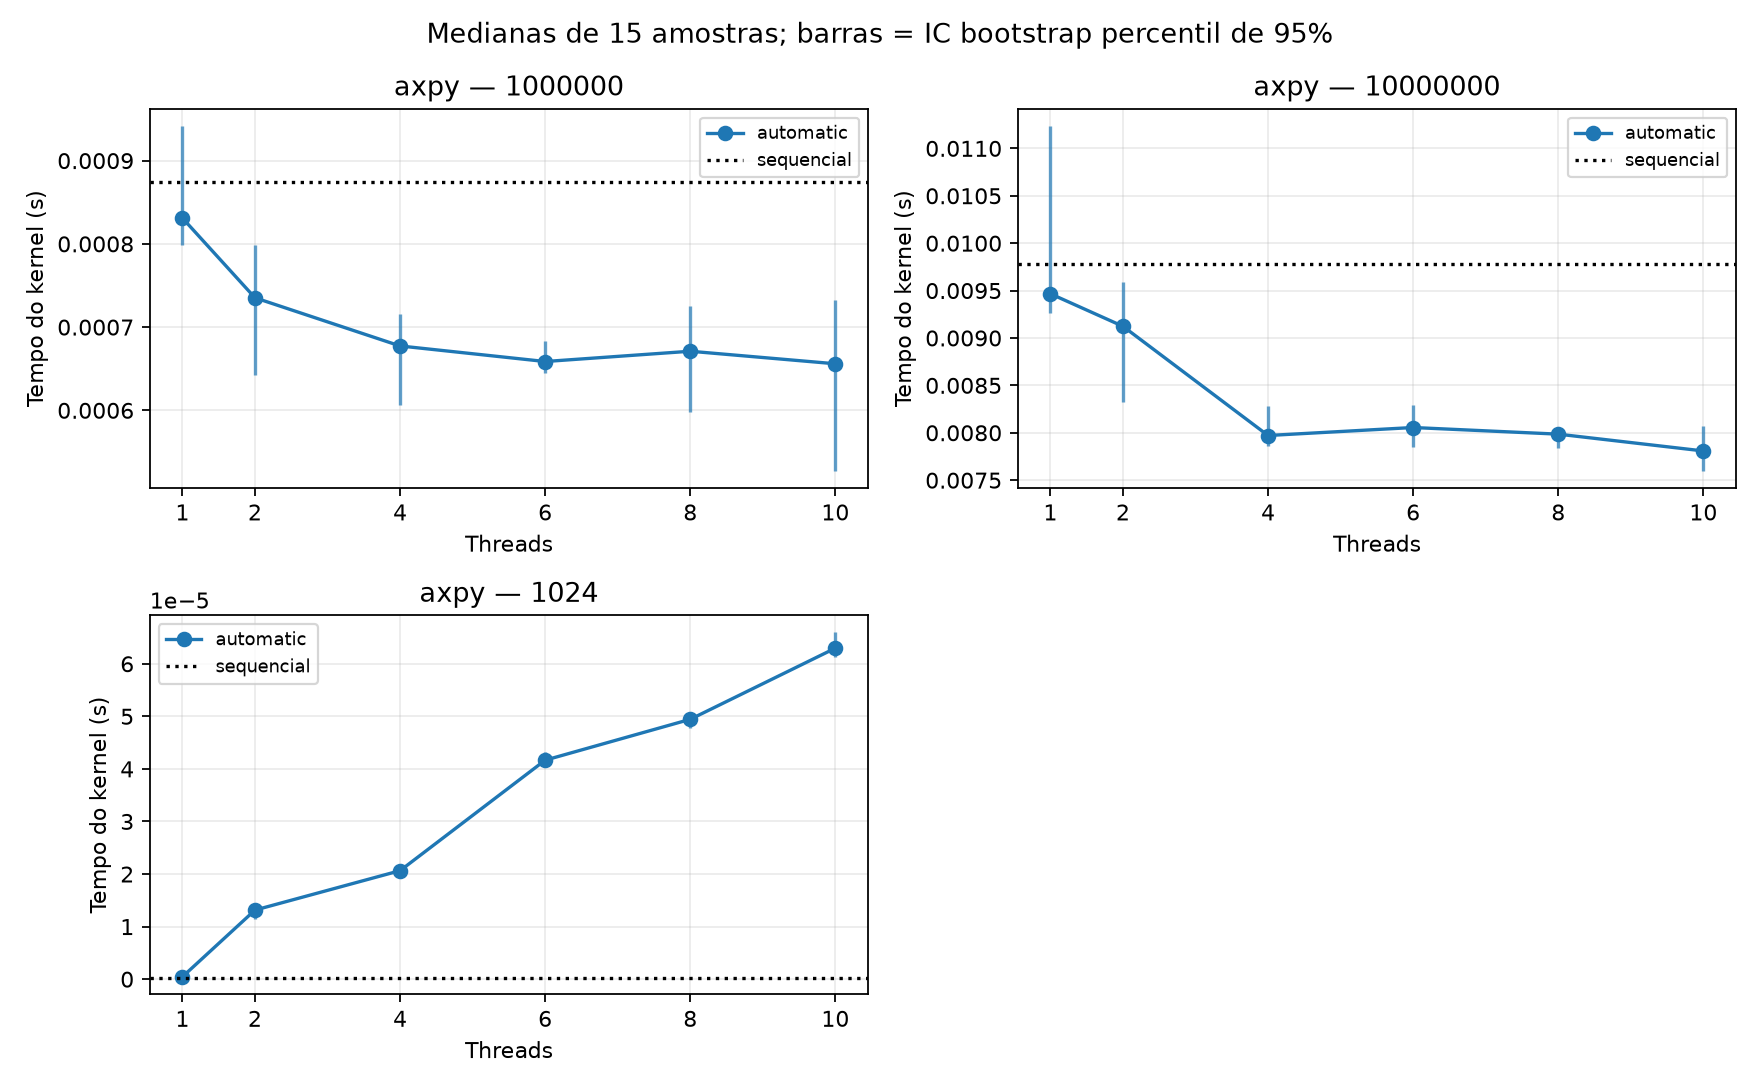 Medianas de 15 amostras; barras = IC bootstrap percentil de 95%
axpy — 1000000
Tempo do kernel (s)
0.0009
0.0008
0.0007
0.0006
automatic
sequencial
1 2 4 6 8 10
Threads
axpy — 10000000
Tempo do kernel (s)
0.0110
0.0105
0.0100
0.0095
0.0090
0.0085
0.0080
0.0075
automatic
sequencial
1 2 4 6 8 10
Threads
axpy — 1024
1e−5
Tempo do kernel (s)
6
5
4
3
2
1
0
automatic
sequencial
1 2 4 6 8 10
Threads